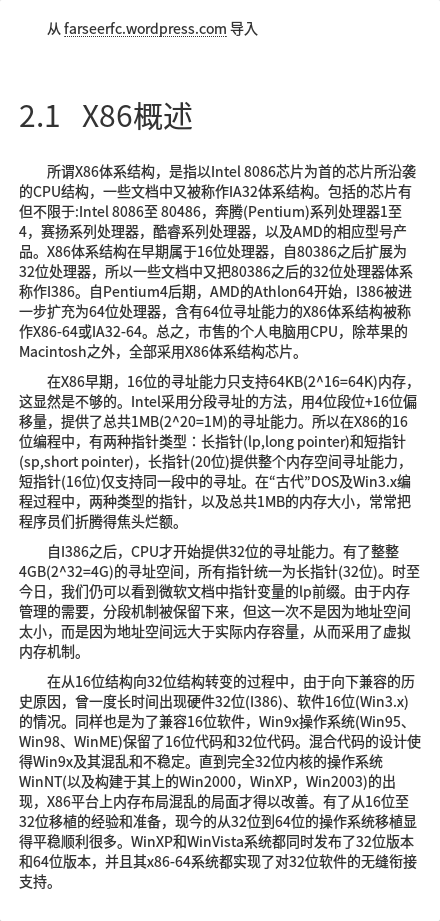 从 farseerfc.wordpress.com 导入
2.1 X86概述
所谓X86体系结构，是指以Intel 8086芯片为首的芯片所沿袭
的CPU结构，一些文档中又被称作IA32体系结构。包括的芯片有
但不限于:Intel 8086至 80486，奔腾(Pentium)系列处理器1至
4，赛扬系列处理器，酷睿系列处理器，以及AMD的相应型号产
品。X86体系结构在早期属于16位处理器，自80386之后扩展为
32位处理器，所以一些文档中又把80386之后的32位处理器体系
称作I386。自Pentium4后期，AMD的Athlon64开始，I386被进
一步扩充为64位处理器，含有64位寻址能力的X86体系结构被称
作X86-64或IA32-64。总之，市售的个人电脑用CPU，除苹果的
Macintosh之外，全部采用X86体系结构芯片。
在X86早期，16位的寻址能力只支持64KB(2^16=64K)内存，
这显然是不够的。Intel采用分段寻址的方法，用4位段位+16位偏
移量，提供了总共1MB(2^20=1M)的寻址能力。所以在X86的16
位编程中，有两种指针类型：长指针(lp,long pointer)和短指针
(sp,short pointer)，长指针(20位)提供整个内存空间寻址能力，
短指针(16位)仅支持同一段中的寻址。在“古代”DOS及Win3.x编
程过程中，两种类型的指针，以及总共1MB的内存大小，常常把
程序员们折腾得焦头烂额。
自I386之后，CPU才开始提供32位的寻址能力。有了整整
4GB(2^32=4G)的寻址空间，所有指针统一为长指针(32位)。时至
今日，我们仍可以看到微软文档中指针变量的lp前缀。由于内存
管理的需要，分段机制被保留下来，但这一次不是因为地址空间
太小，而是因为地址空间远大于实际内存容量，从而采用了虚拟
内存机制。
在从16位结构向32位结构转变的过程中，由于向下兼容的历
史原因，曾一度长时间出现硬件32位(I386)、软件16位(Win3.x)
的情况。同样也是为了兼容16位软件，Win9x操作系统(Win95、
Win98、WinME)保留了16位代码和32位代码。混合代码的设计使
得Win9x及其混乱和不稳定。直到完全32位内核的操作系统
WinNT(以及构建于其上的Win2000，WinXP，Win2003)的出
现，X86平台上内存布局混乱的局面才得以改善。有了从16位至
32位移植的经验和准备，现今的从32位到64位的操作系统移植显
得平稳顺利很多。WinXP和WinVista系统都同时发布了32位版本
和64位版本，并且其x86-64系统都实现了对32位软件的无缝衔接
支持。